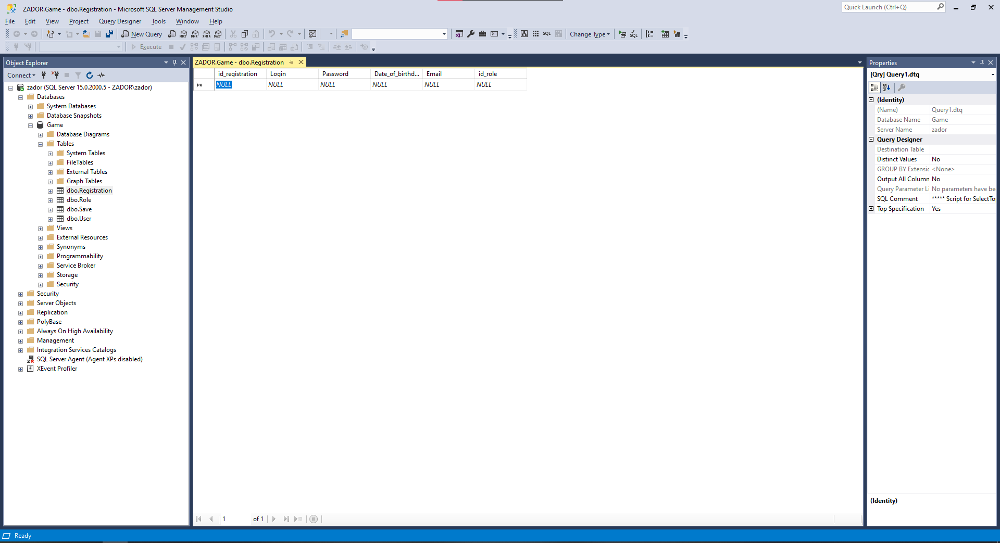 ZADOR.Game - dbo.Registration - Microsoft SQL Server Management Studio
Quick Launch (Ctrl+Q)
File Edit View Project Query Designer Tools Window Help
New Query MDX DMX XMLA DAX SQL Change Type SQL
Execute
Object Explorer
Connect
zador (SQL Server 15.0.2000.5 - ZADOR\zador)
Databases
System Databases
Database Snapshots
Game
Database Diagrams
Tables
System Tables
FileTables
External Tables
Graph Tables
dbo.Registration
dbo.Role
dbo.Save
dbo.User
Views
External Resources
Synonyms
Programmability
Service Broker
Storage
Security
Security
Server Objects
Replication
PolyBase
Always On High Availability
Management
Integration Services Catalogs
SQL Server Agent (Agent XPs disabled)
XEvent Profiler
ZADOR.Game - dbo.Registration
id_registration Login Password Date_of_birthd... Email id_role
NULL NULL NULL NULL NULL NULL
1 of 1
Properties
[Qry] Query1.dtq
(Identity)
(Name) Query1.dtq
Database Name Game
Server Name zador
Query Designer
Destination Table
Distinct Values No
GROUP BY Extensic <None>
Output All Column No
Query Parameter Li No parameters have be
SQL Comment ***** Script for SelectTo
Top Specification Yes
(Identity)
Ready